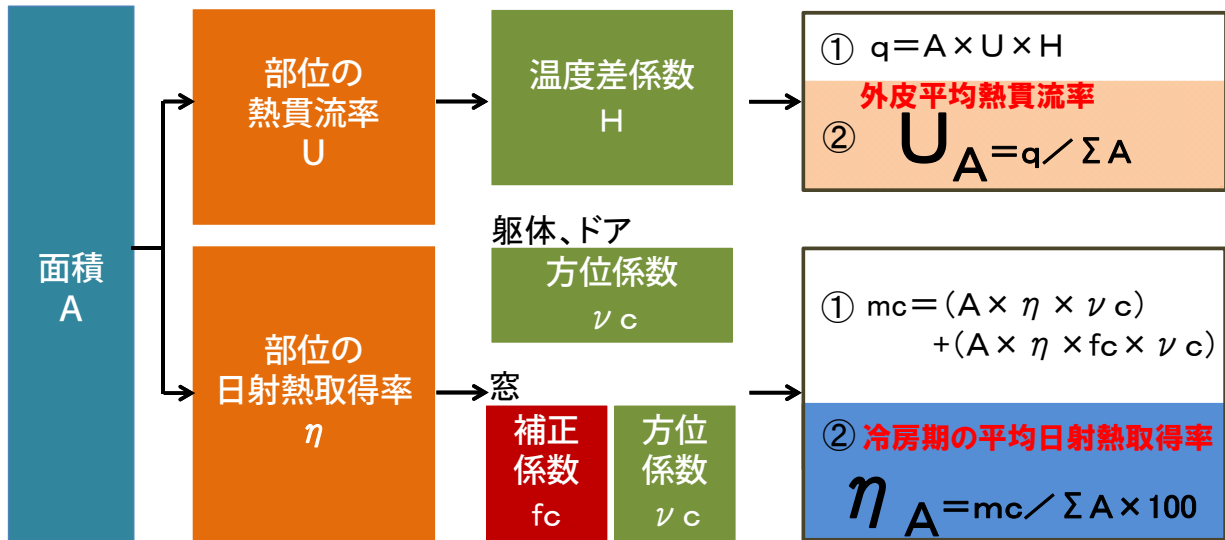 面積
A
部位の
熱貫流率
U
温度差係数
H
① q=A×U×H
外皮平均熱貫流率
② UA=q/ΣA
部位の
日射熱取得率
η
躯体、ドア
方位係数
νc
窓
補正
係数
fc
方位
係数
νc
① mc=(A×η×νc)
+(A×η×fc×νc)
② 冷房期の平均日射熱取得率
ηA=mc/ΣA×100